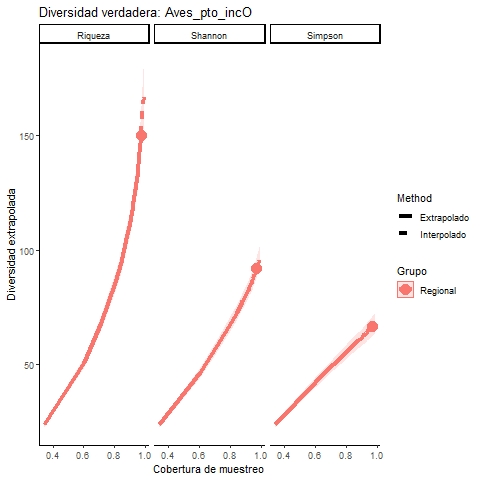 Diversidad verdadera: Aves_pto_incO
Riqueza
Shannon
Simpson
Diversidad extrapolada
150
100
50
0.4 0.6 0.8 1.0
0.4 0.6 0.8 1.0
0.4 0.6 0.8 1.0
Cobertura de muestreo
Method
Extrapolado
Interpolado
Grupo
Regional